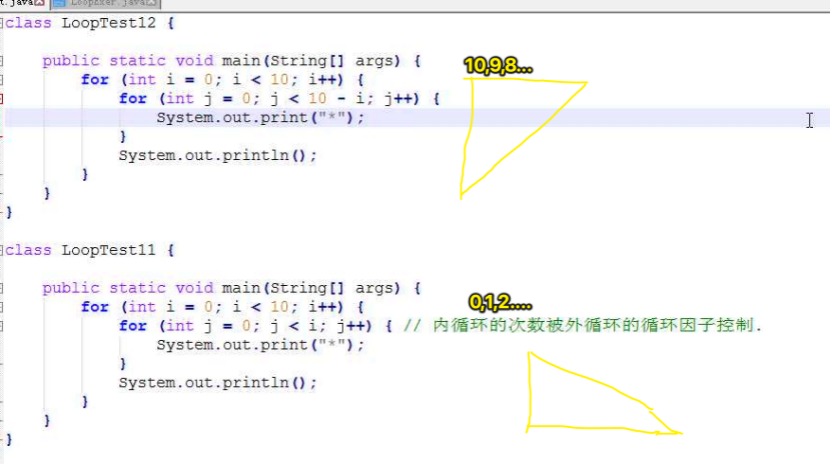 t.java LoopExer.java
class LoopTest12 {
public static void main(String[] args) {
10,9,8...
for (int i = 0; i < 10; i++) {
for (int j = 0; j < 10 - i; j++) {
System.out.print("*");
}
System.out.println();
}
}
}
class LoopTest11 {
public static void main(String[] args) {
0,1,2....
for (int i = 0; i < 10; i++) {
for (int j = 0; j < i; j++) { // 内循环的次数被外循环的循环因子控制.
System.out.print("*");
}
System.out.println();
}
}
}